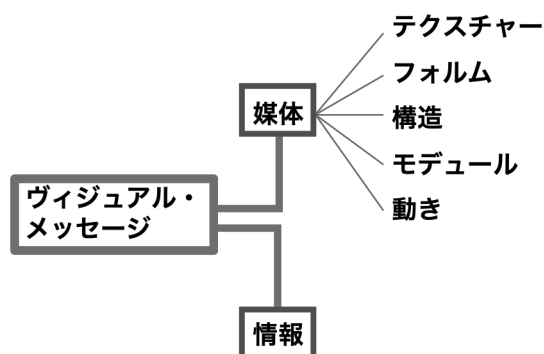 テクスチャー
フォルム
媒体
構造
モデュール
動き
ヴィジュアル・
メッセージ
情報